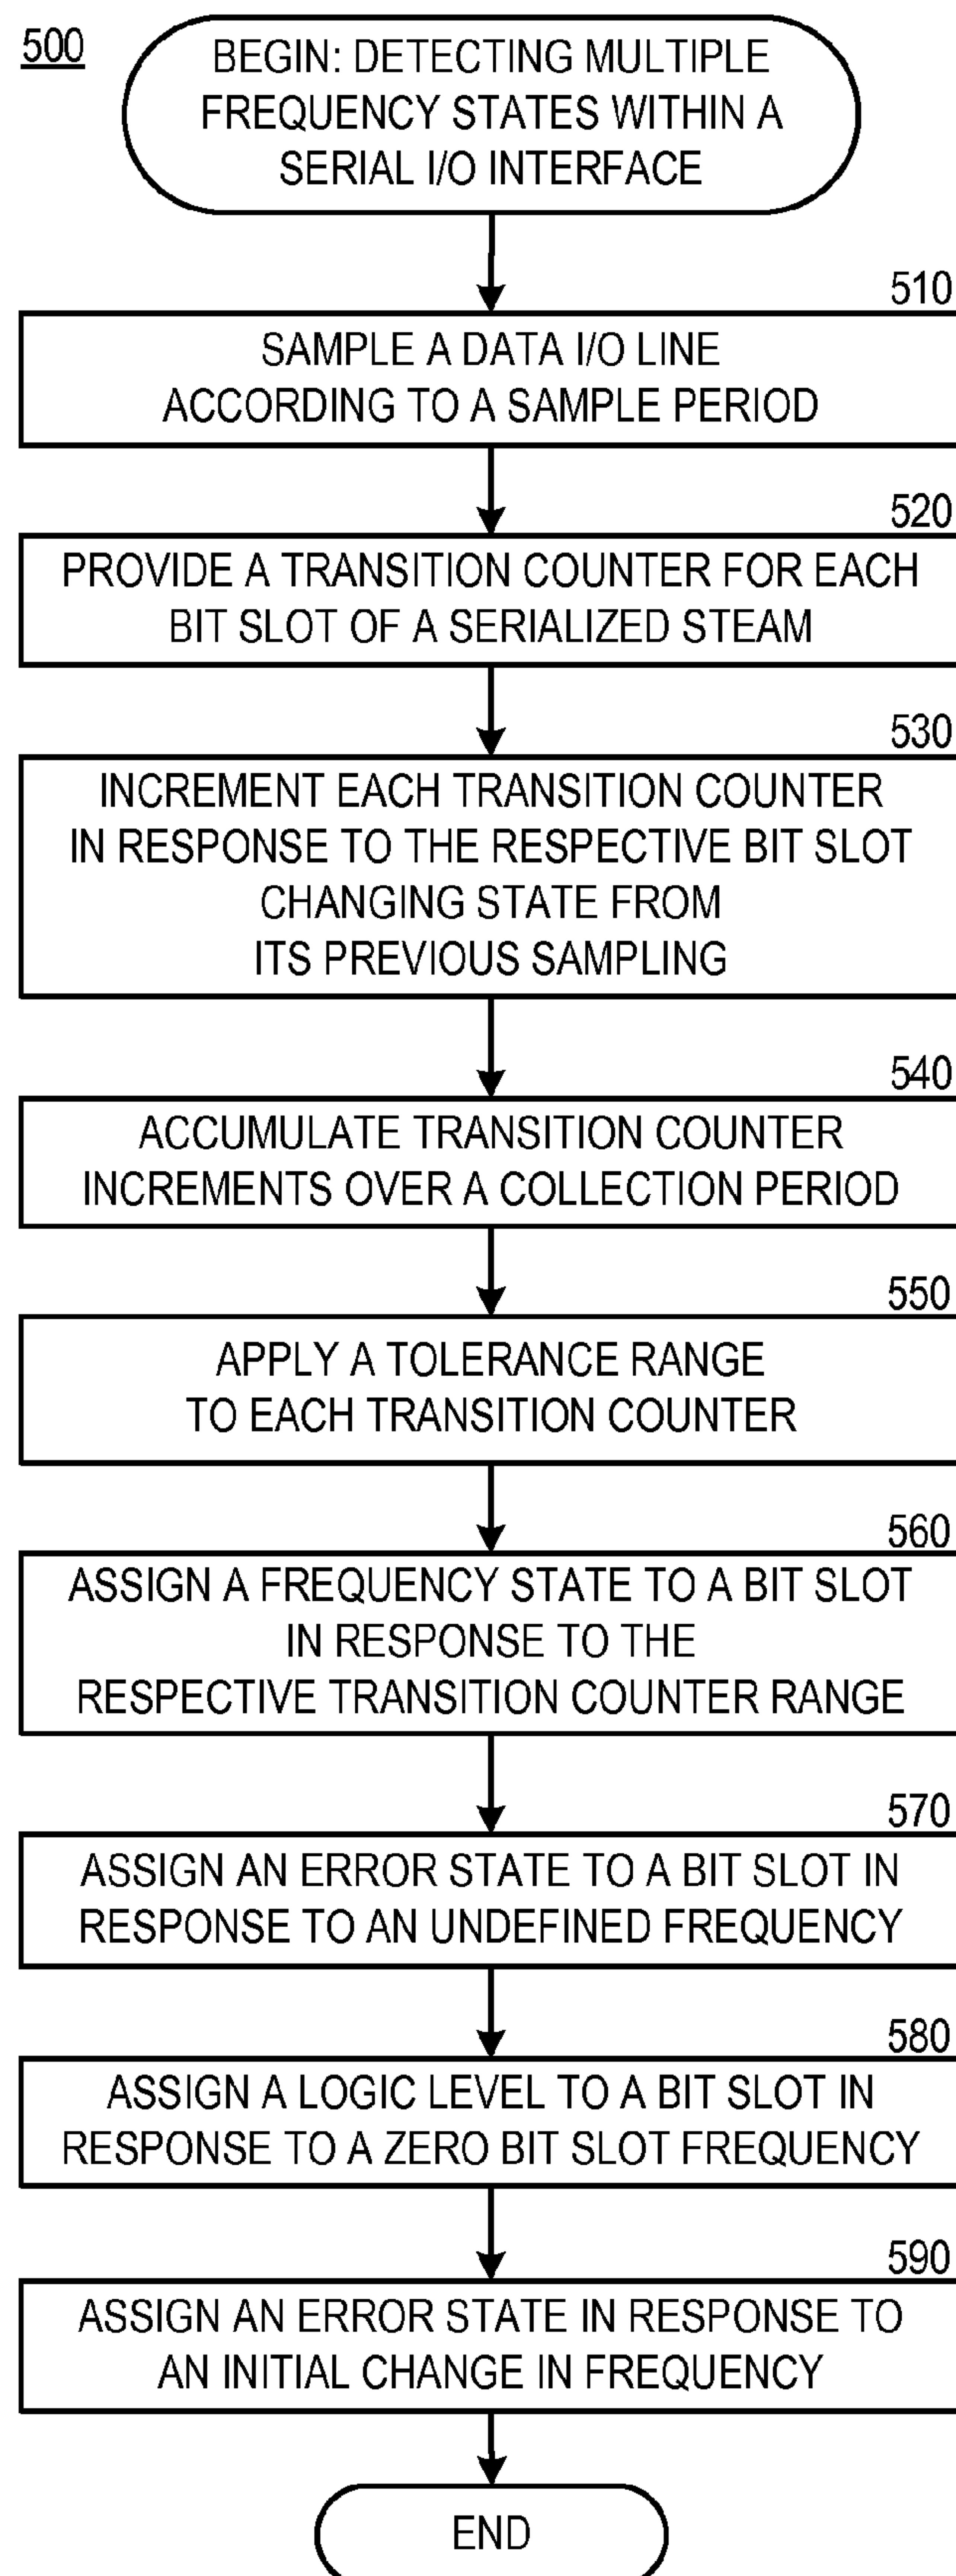 500
BEGIN: DETECTING MULTIPLE
FREQUENCY STATES WITHIN A
SERIAL I/O INTERFACE
510
SAMPLE A DATA I/O LINE
ACCORDING TO A SAMPLE PERIOD
520
PROVIDE A TRANSITION COUNTER FOR EACH
BIT SLOT OF A SERIALIZED STEAM
530
INCREMENT EACH TRANSITION COUNTER
IN RESPONSE TO THE RESPECTIVE BIT SLOT
CHANGING STATE FROM
ITS PREVIOUS SAMPLING
540
ACCUMULATE TRANSITION COUNTER
INCREMENTS OVER A COLLECTION PERIOD
550
APPLY A TOLERANCE RANGE
TO EACH TRANSITION COUNTER
560
ASSIGN A FREQUENCY STATE TO A BIT SLOT
IN RESPONSE TO THE
RESPECTIVE TRANSITION COUNTER RANGE
570
ASSIGN AN ERROR STATE TO A BIT SLOT IN
RESPONSE TO AN UNDEFINED FREQUENCY
580
ASSIGN A LOGIC LEVEL TO A BIT SLOT IN
RESPONSE TO A ZERO BIT SLOT FREQUENCY
590
ASSIGN AN ERROR STATE IN RESPONSE TO
AN INITIAL CHANGE IN FREQUENCY
END